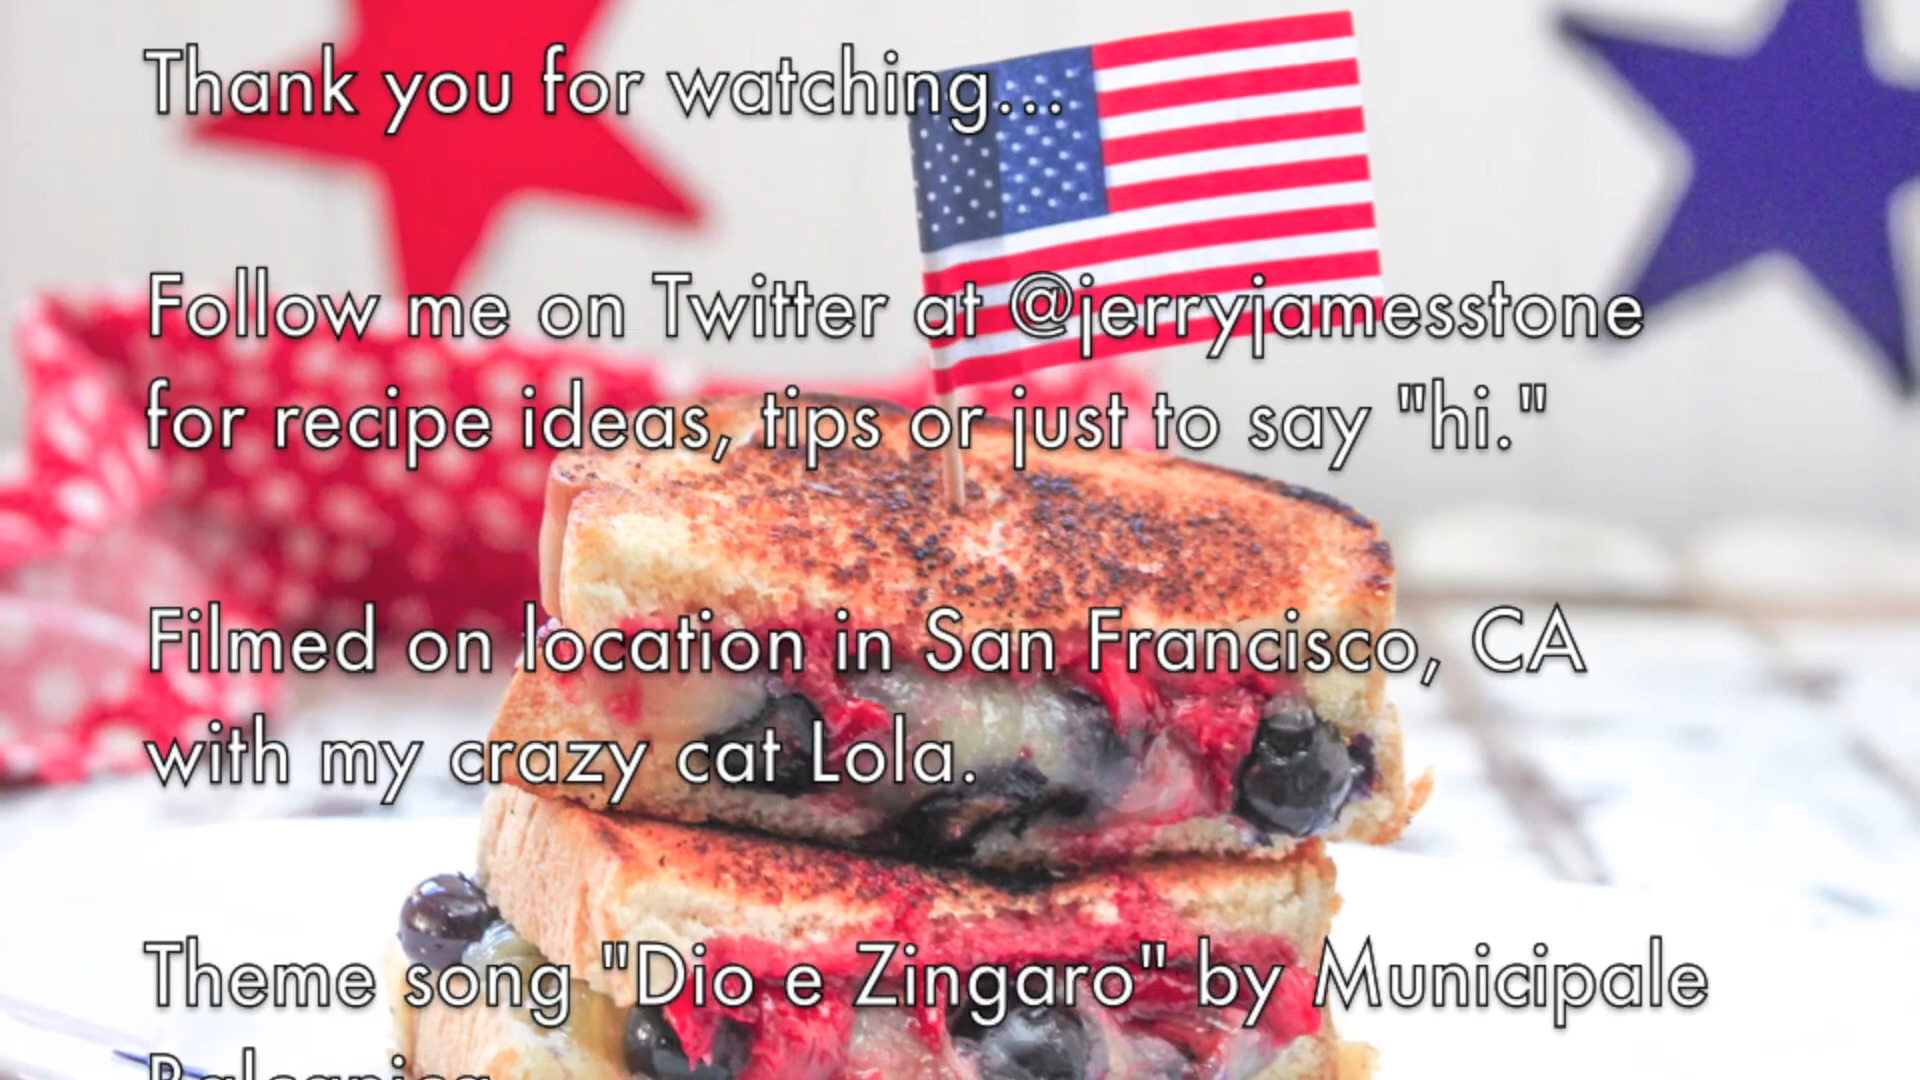 Thank you for watching...
Follow me on Twitter at @jerryjamesstone
for recipe ideas, tips or just to say "hi."
Filmed on location in San Francisco, CA
with my crazy cat Lola.
Theme song "Dio e Zingaro" by Municipale
Balcanica